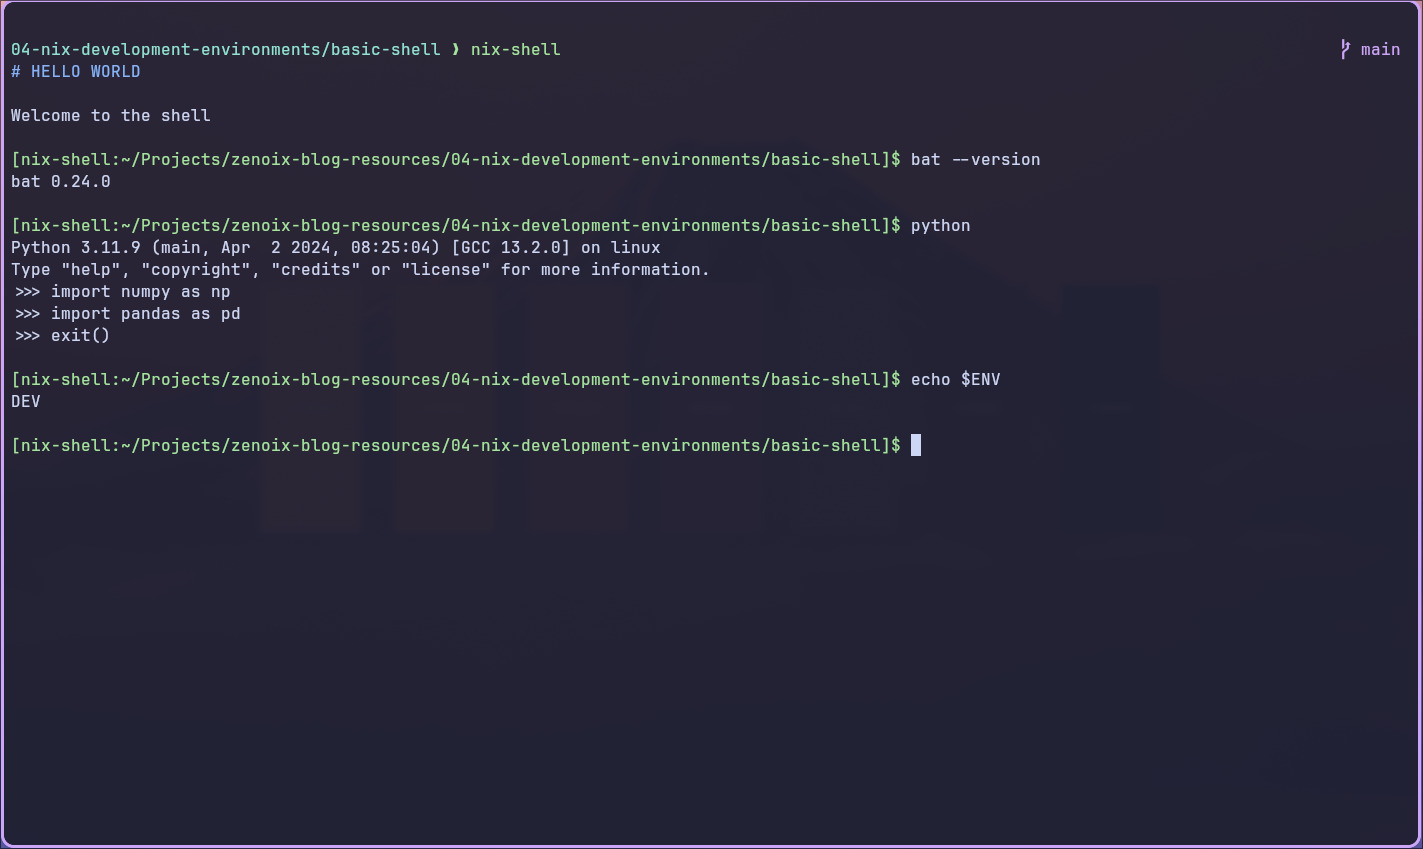 04-nix-development-environments/basic-shell ❱ nix-shell main
# HELLO WORLD
Welcome to the shell
[nix-shell:~/Projects/zenoix-blog-resources/04-nix-development-environments/basic-shell]$ bat --version
bat 0.24.0
[nix-shell:~/Projects/zenoix-blog-resources/04-nix-development-environments/basic-shell]$ python
Python 3.11.9 (main, Apr  2 2024, 08:25:04) [GCC 13.2.0] on linux
Type "help", "copyright", "credits" or "license" for more information.
>>> import numpy as np
>>> import pandas as pd
>>> exit()
[nix-shell:~/Projects/zenoix-blog-resources/04-nix-development-environments/basic-shell]$ echo $ENV
DEV
[nix-shell:~/Projects/zenoix-blog-resources/04-nix-development-environments/basic-shell]$